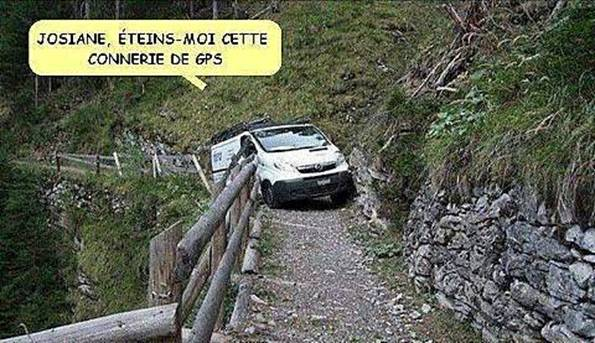 JOSIANE, ÉTEINS-MOI CETTE
CONNERIE DE GPS